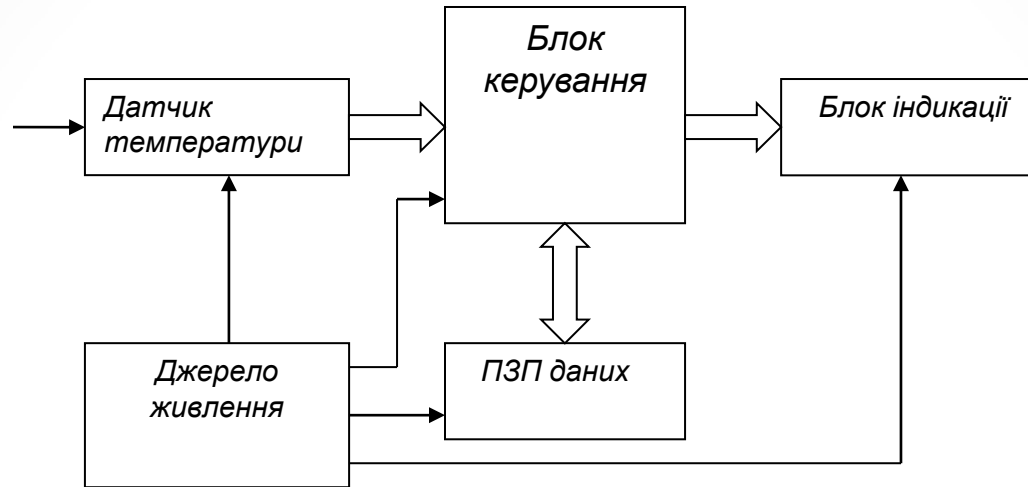 Датчик
температури
Блок
керування
Блок індикації
Джерело
живлення
ПЗП даних